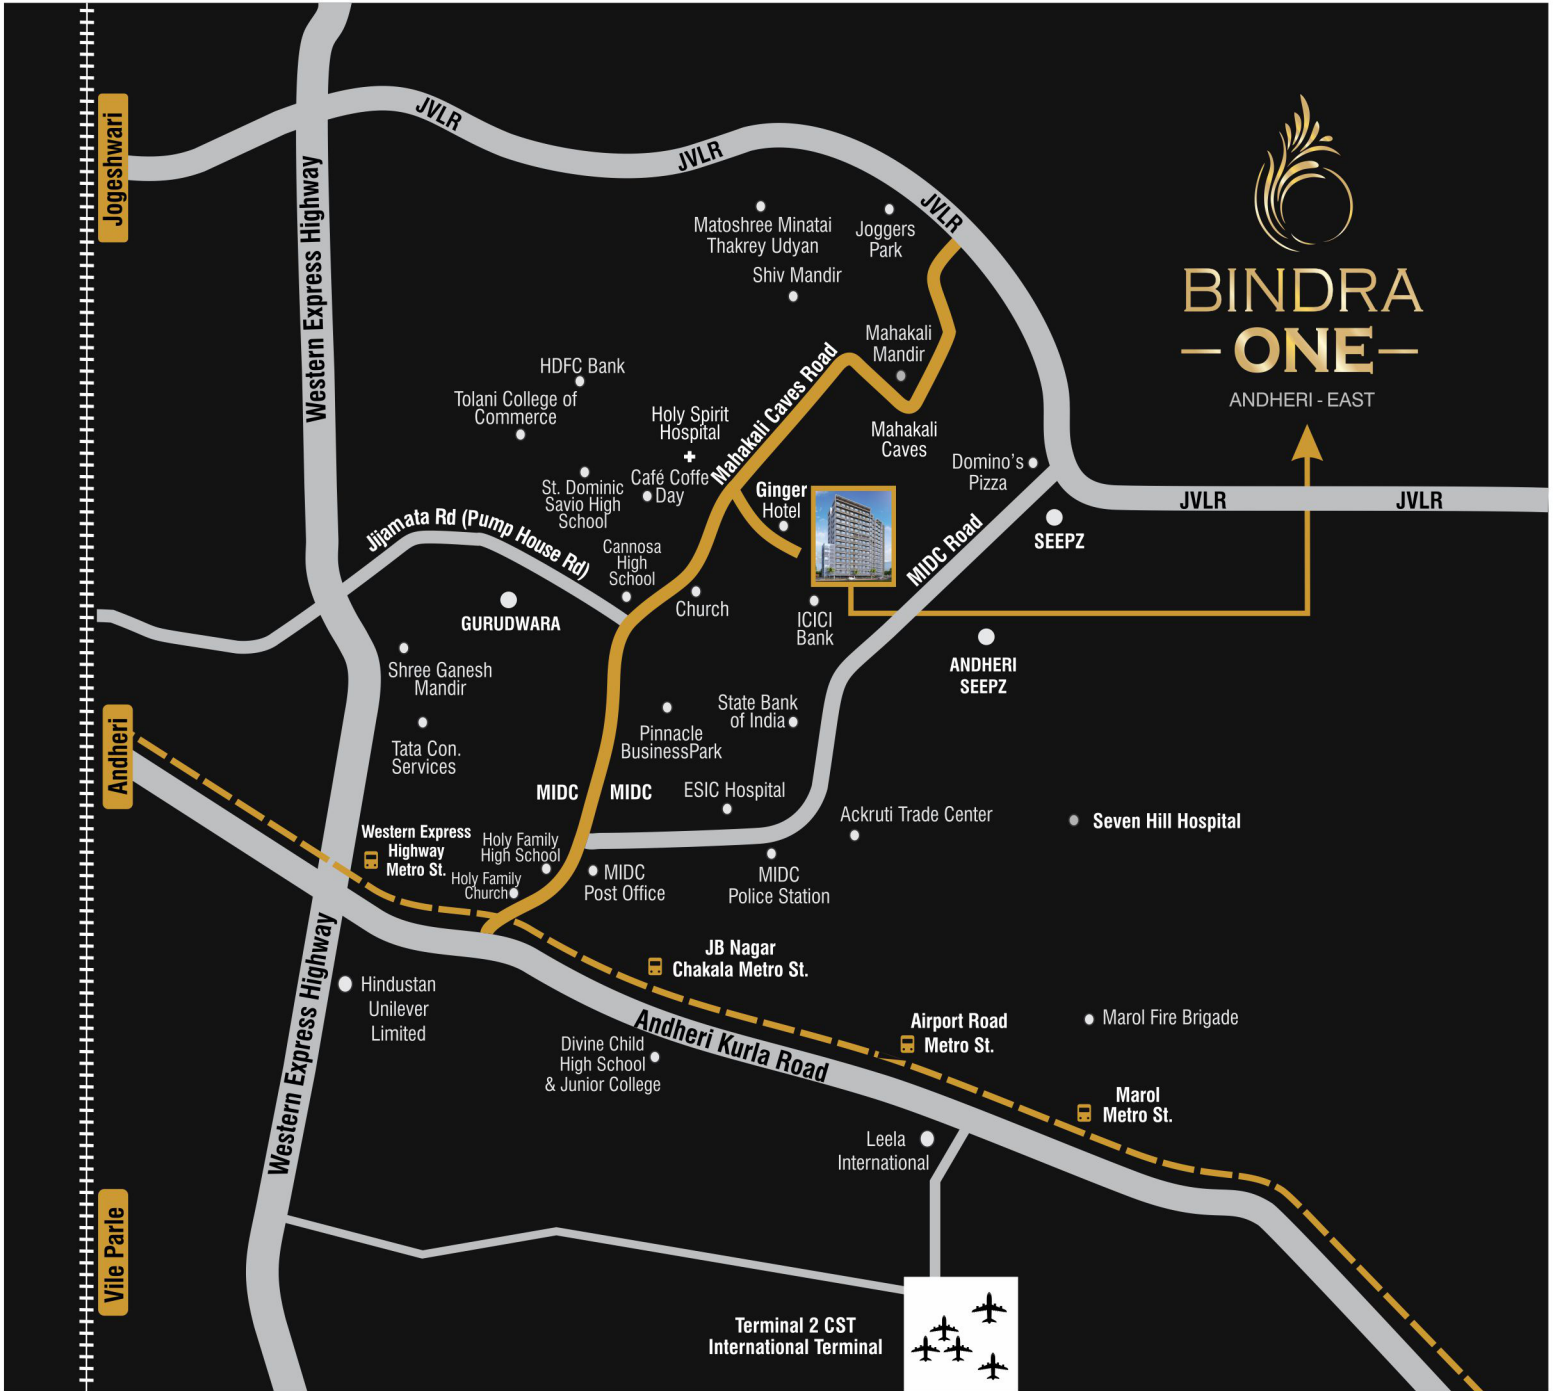 Jogeshwari
JVLR
JVLR
JVLR
Western Express Highway
Matoshree Minatai
Thakrey Udyan
Joggers
Park
Shiv Mandir
BINDRA
ONE
ANDHERI - EAST
Mahakali
Mandir
HDFC Bank
Tolani College of
Commerce
Holy Spirit
Hospital
Mahakali Caves Road
Mahakali
Caves
Domino's
Pizza
St. Dominic
Savio High
School
Café Coffe
Day
Ginger
Hotel
JVLR
JVLR
Jijamata Rd (Pump House Rd)
MIDC Road
SEEPZ
Cannosa
High
School
Church
GURUDWARA
ICICI
Bank
Shree Ganesh
Mandir
ANDHERI
SEEPZ
Andheri
Tata Con.
Services
Pinnacle
BusinessPark
State Bank
of India
MIDC
MIDC
ESIC Hospital
Ackruti Trade Center
Seven Hill Hospital
Western Express
Highway
Metro St.
Holy Family
High School
Holy Family
Church
MIDC
Post Office
MIDC
Police Station
JB Nagar
Chakala Metro St.
Western Express Highway
Hindustan
Unilever
Limited
Andheri Kurla Road
Divine Child
High School
& Junior College
Airport Road
Metro St.
Marol Fire Brigade
Marol
Metro St.
Leela
International
Vile Parle
Terminal 2 CST
International Terminal